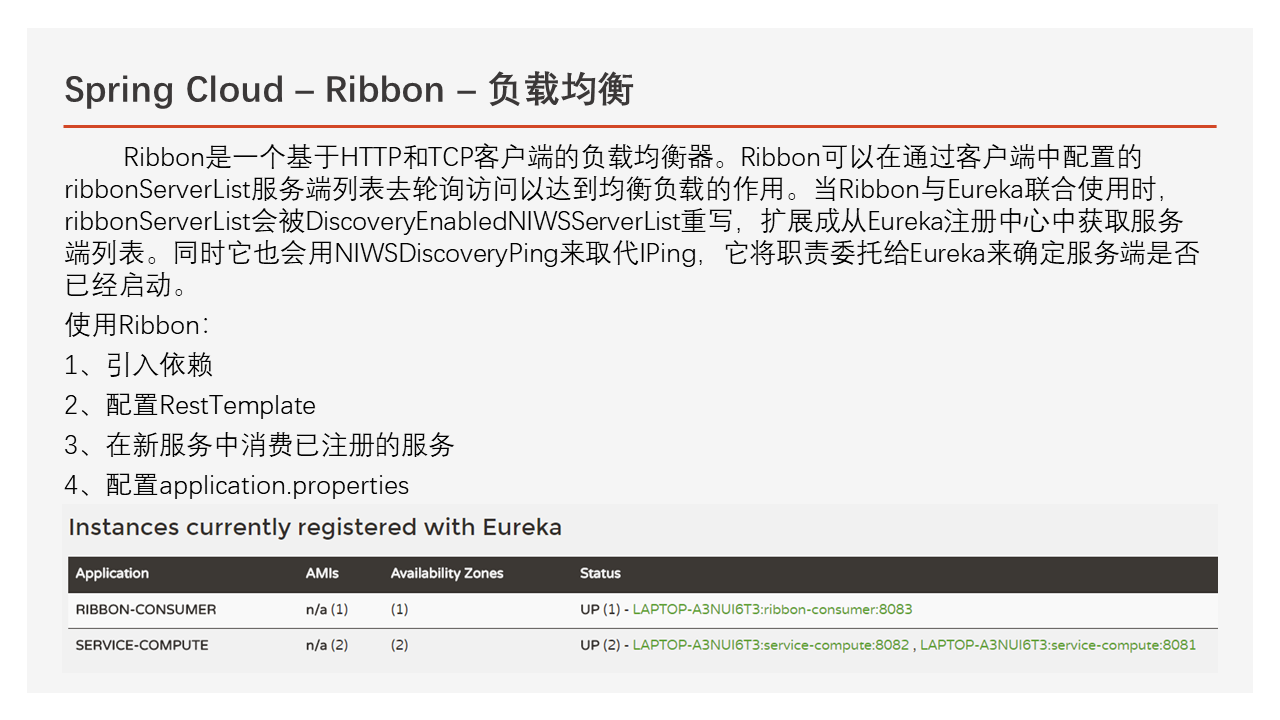 Spring Cloud – Ribbon – 负载均衡
Ribbon是一个基于HTTP和TCP客户端的负载均衡器。Ribbon可以在通过客户端中配置的
ribbonServerList服务端列表去轮询访问以达到均衡负载的作用。当Ribbon与Eureka联合使用时，
ribbonServerList会被DiscoveryEnabledNIWSServerList重写，扩展成从Eureka注册中心中获取服务
端列表。同时它也会用NIWSDiscoveryPing来取代IPing，它将职责委托给Eureka来确定服务端是否
已经启动。
使用Ribbon：
1、引入依赖
2、配置RestTemplate
3、在新服务中消费已注册的服务
4、配置application.properties
Instances currently registered with Eureka
Application AMIs Availability Zones Status
RIBBON-CONSUMER n/a (1) (1) UP (1) - LAPTOP-A3NUI6T3:ribbon-consumer:8083
SERVICE-COMPUTE n/a (2) (2) UP (2) - LAPTOP-A3NUI6T3:service-compute:8082 , LAPTOP-A3NUI6T3:service-compute:8081